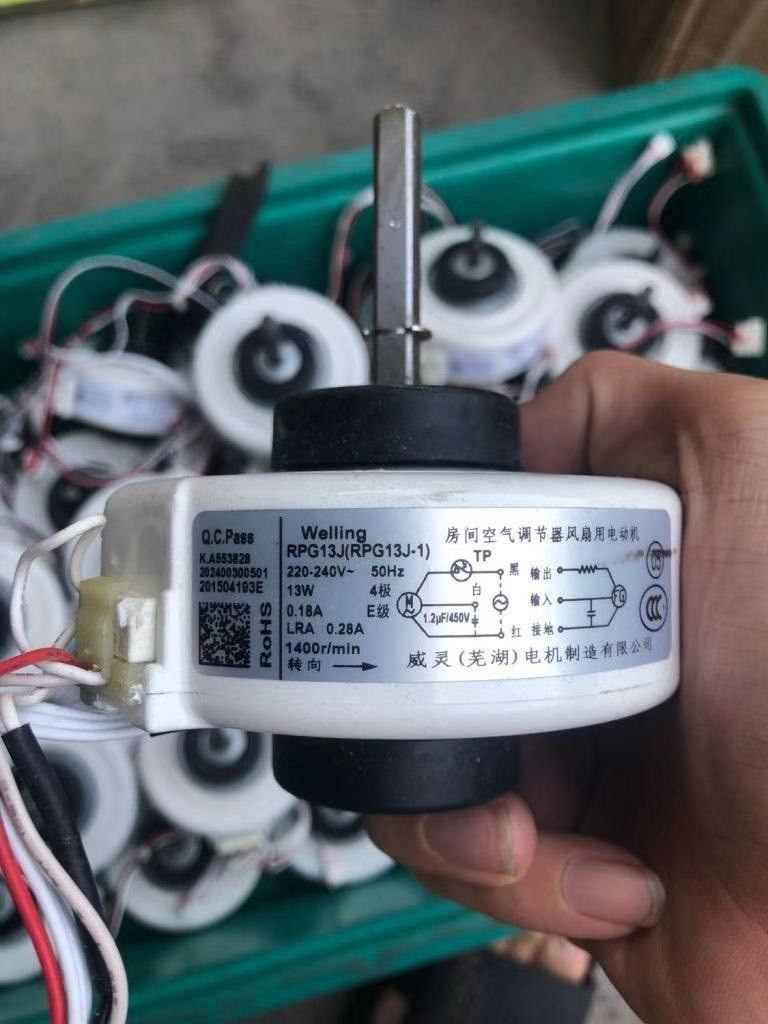 Q.C.Pass
K.A553828
202400300501
201504193E
RoHS
Welling
RPG13J(RPG13J-1)
220-240V~ 50Hz
13W 4极
0.18A E级
LRA 0.28A
1400r/min
转向
房间空气调节器风扇用电动机
TP
黑
白
红
M
1.2μF/450V
输出
输入
接地
FG
CCC
威灵(芜湖)电机制造有限公司